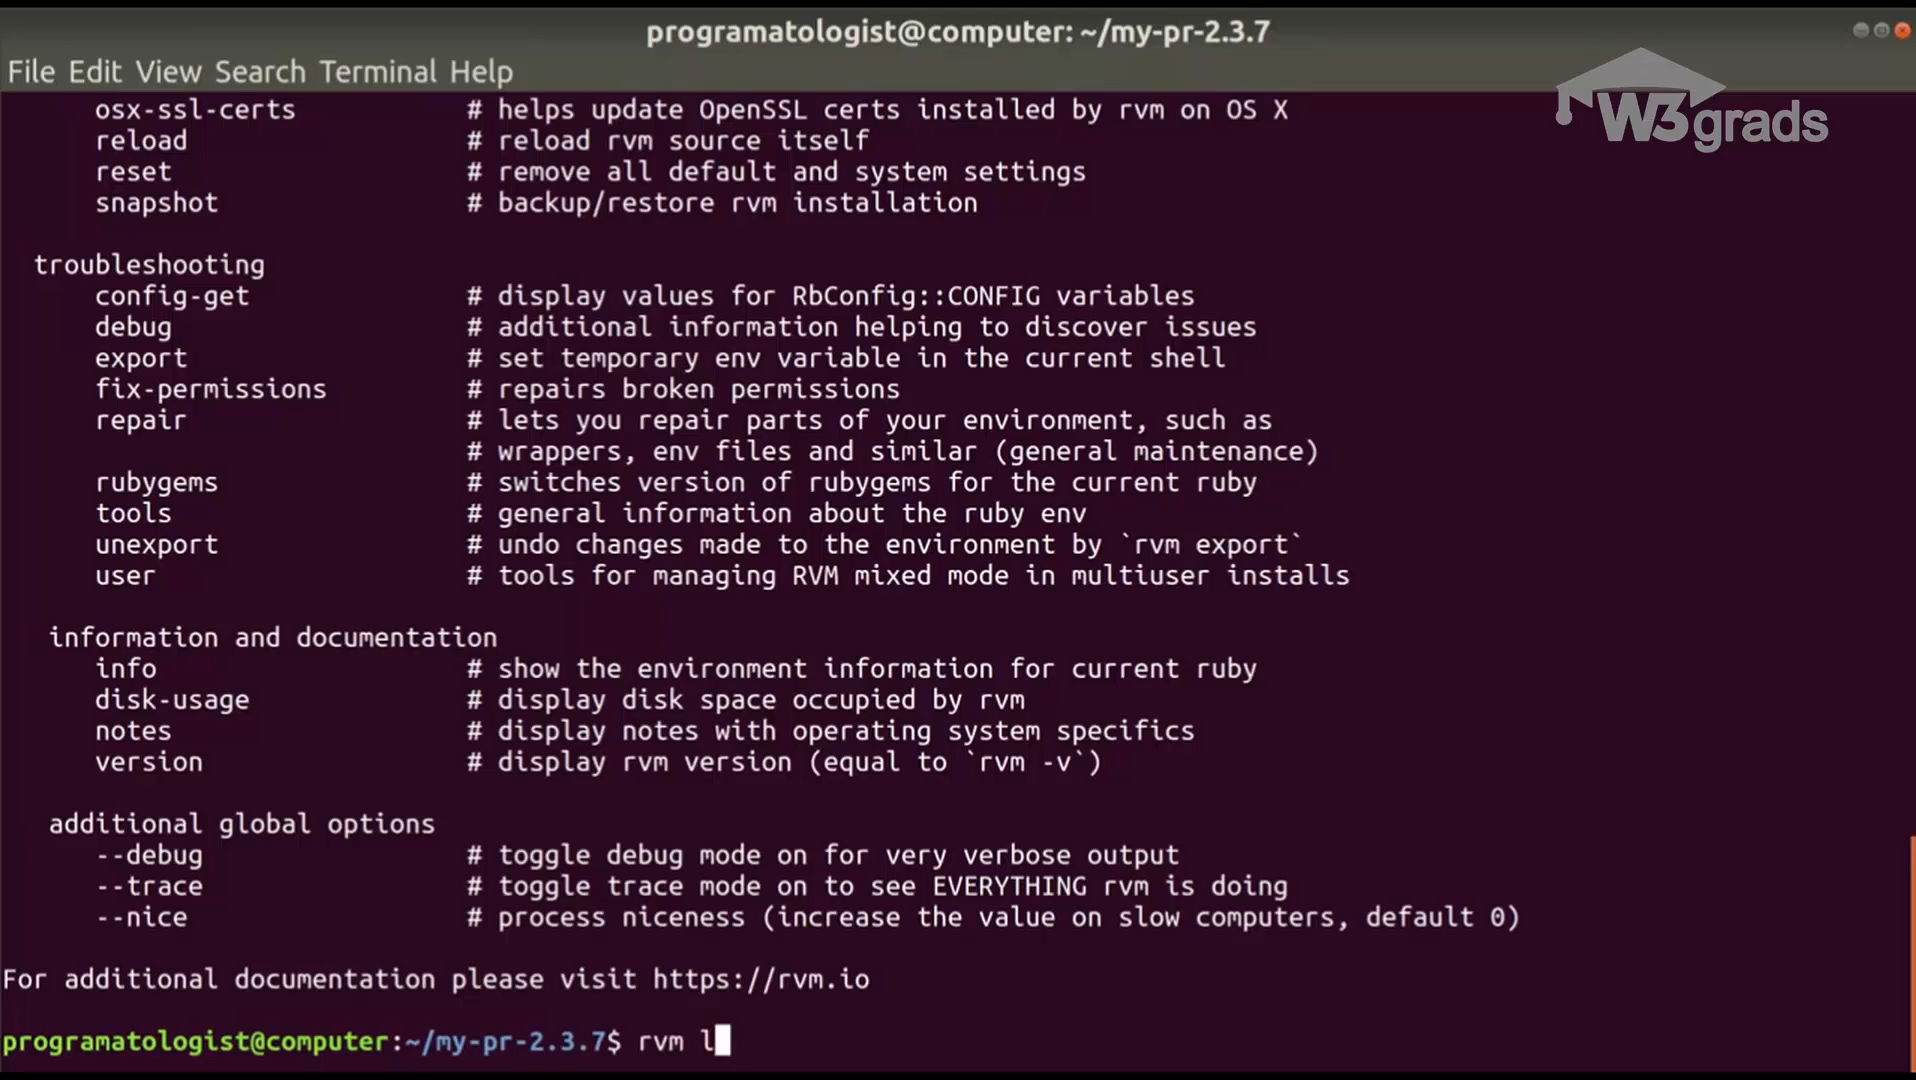 programatologist@computer: ~/my-pr-2.3.7
File Edit View Search Terminal Help
W3grads
osx-ssl-certs # helps update OpenSSL certs installed by rvm on OS X
reload # reload rvm source itself
reset # remove all default and system settings
snapshot # backup/restore rvm installation
troubleshooting
config-get # display values for RbConfig::CONFIG variables
debug # additional information helping to discover issues
export # set temporary env variable in the current shell
fix-permissions # repairs broken permissions
repair # lets you repair parts of your environment, such as
# wrappers, env files and similar (general maintenance)
rubygems # switches version of rubygems for the current ruby
tools # general information about the ruby env
unexport # undo changes made to the environment by `rvm export`
user # tools for managing RVM mixed mode in multiuser installs
information and documentation
info # show the environment information for current ruby
disk-usage # display disk space occupied by rvm
notes # display notes with operating system specifics
version # display rvm version (equal to `rvm -v`)
additional global options
--debug # toggle debug mode on for very verbose output
--trace # toggle trace mode on to see EVERYTHING rvm is doing
--nice # process niceness (increase the value on slow computers, default 0)
For additional documentation please visit https://rvm.io
programatologist@computer:~/my-pr-2.3.7$ rvm l